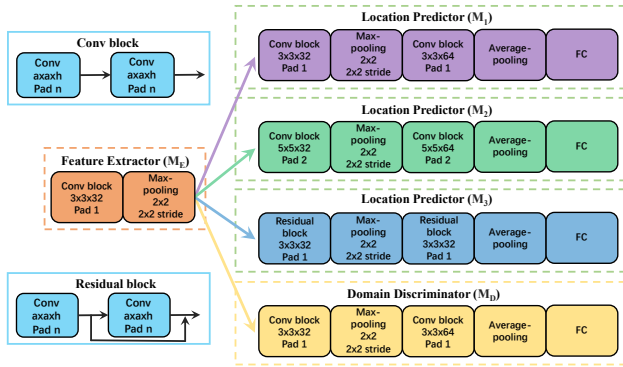 Conv block
Conv
axaxh
Pad n
Conv
axaxh
Pad n
Feature Extractor (M_E)
Conv block
3x3x32
Pad 1
Max-
pooling
2x2
2x2 stride
Residual block
Conv
axaxh
Pad n
Conv
axaxh
Pad n
Location Predictor (M_1)
Conv block
3x3x32
Pad 1
Max-
pooling
2x2
2x2 stride
Conv block
3x3x64
Pad 1
Average-
pooling
FC
Location Predictor (M_2)
Conv block
5x5x32
Pad 2
Max-
pooling
2x2
2x2 stride
Conv block
5x5x64
Pad 2
Average-
pooling
FC
Location Predictor (M_3)
Residual
block
3x3x32
Pad 1
Max-
pooling
2x2
2x2 stride
Residual
block
3x3x32
Pad 1
Average-
pooling
FC
Domain Discriminator (M_D)
Conv block
3x3x32
Pad 1
Max-
pooling
2x2
2x2 stride
Conv block
3x3x64
Pad 1
Average-
pooling
FC